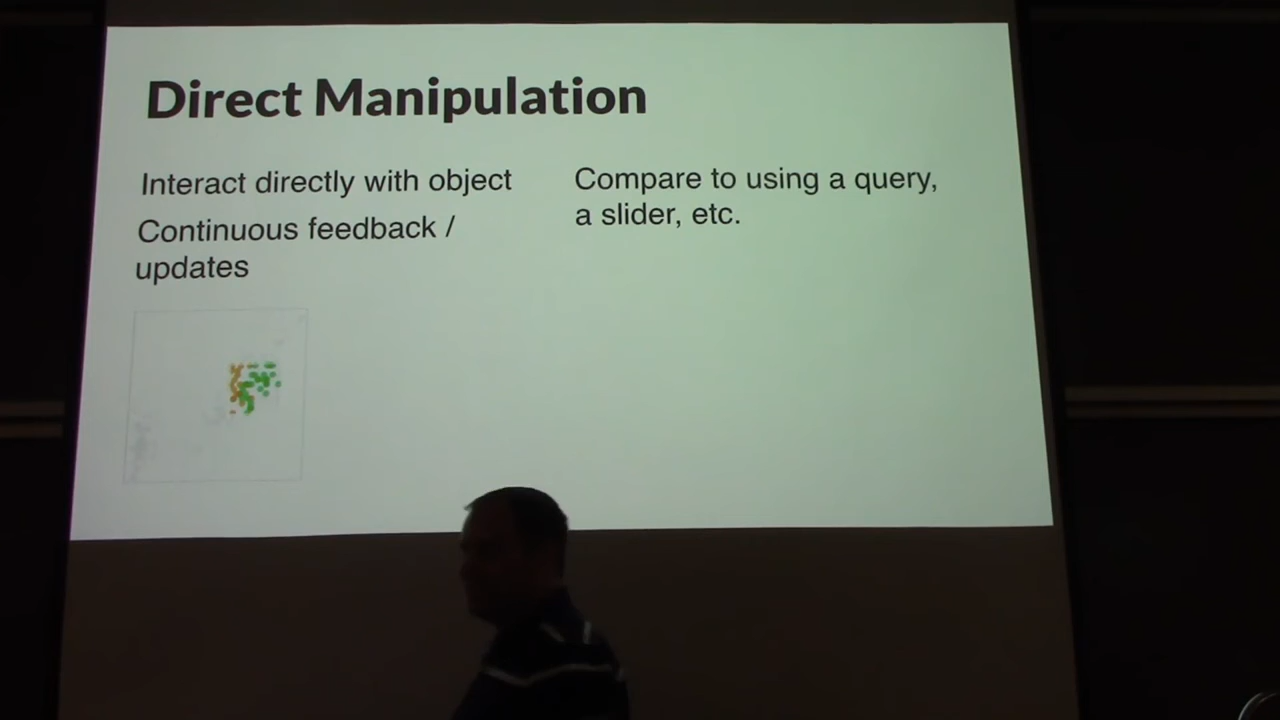 Direct Manipulation
Interact directly with object
Continuous feedback /
updates
Compare to using a query,
a slider, etc.